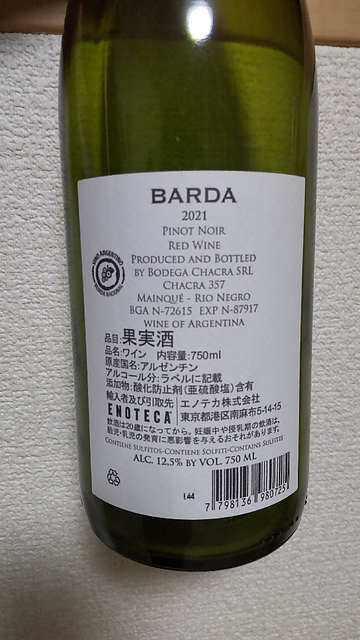 BARDA
2021
PINOT NOIR
RED WINE
PRODUCED AND BOTTLED
BY BODEGA CHACRA SRL
CHACRA 357
MAINQUÉ - RIO NEGRO
BGA N-72615 EXP N-87917
WINE OF ARGENTINA
VINO ARGENTINO
BEBIDA NACIONAL
品目:果実酒
品名:ワイン 内容量:750ml
原産国名:アルゼンチン
アルコール分:ラベルに記載
添加物:酸化防止剤(亜硫酸塩)含有
輸入者及び引取先 エノテカ株式会社
ENOTECA 東京都港区南麻布5-14-15
飲酒は20歳になってから。妊娠中や授乳期の飲酒は、
胎児・乳児の発育に悪影響を与えるおそれがあります。
CONTIENE SULFITOS-CONTIENE SOLFITI-CONTAINS SULFITES
ALC. 12,5% BY VOL. 750 ML
L44
7 798136 980725